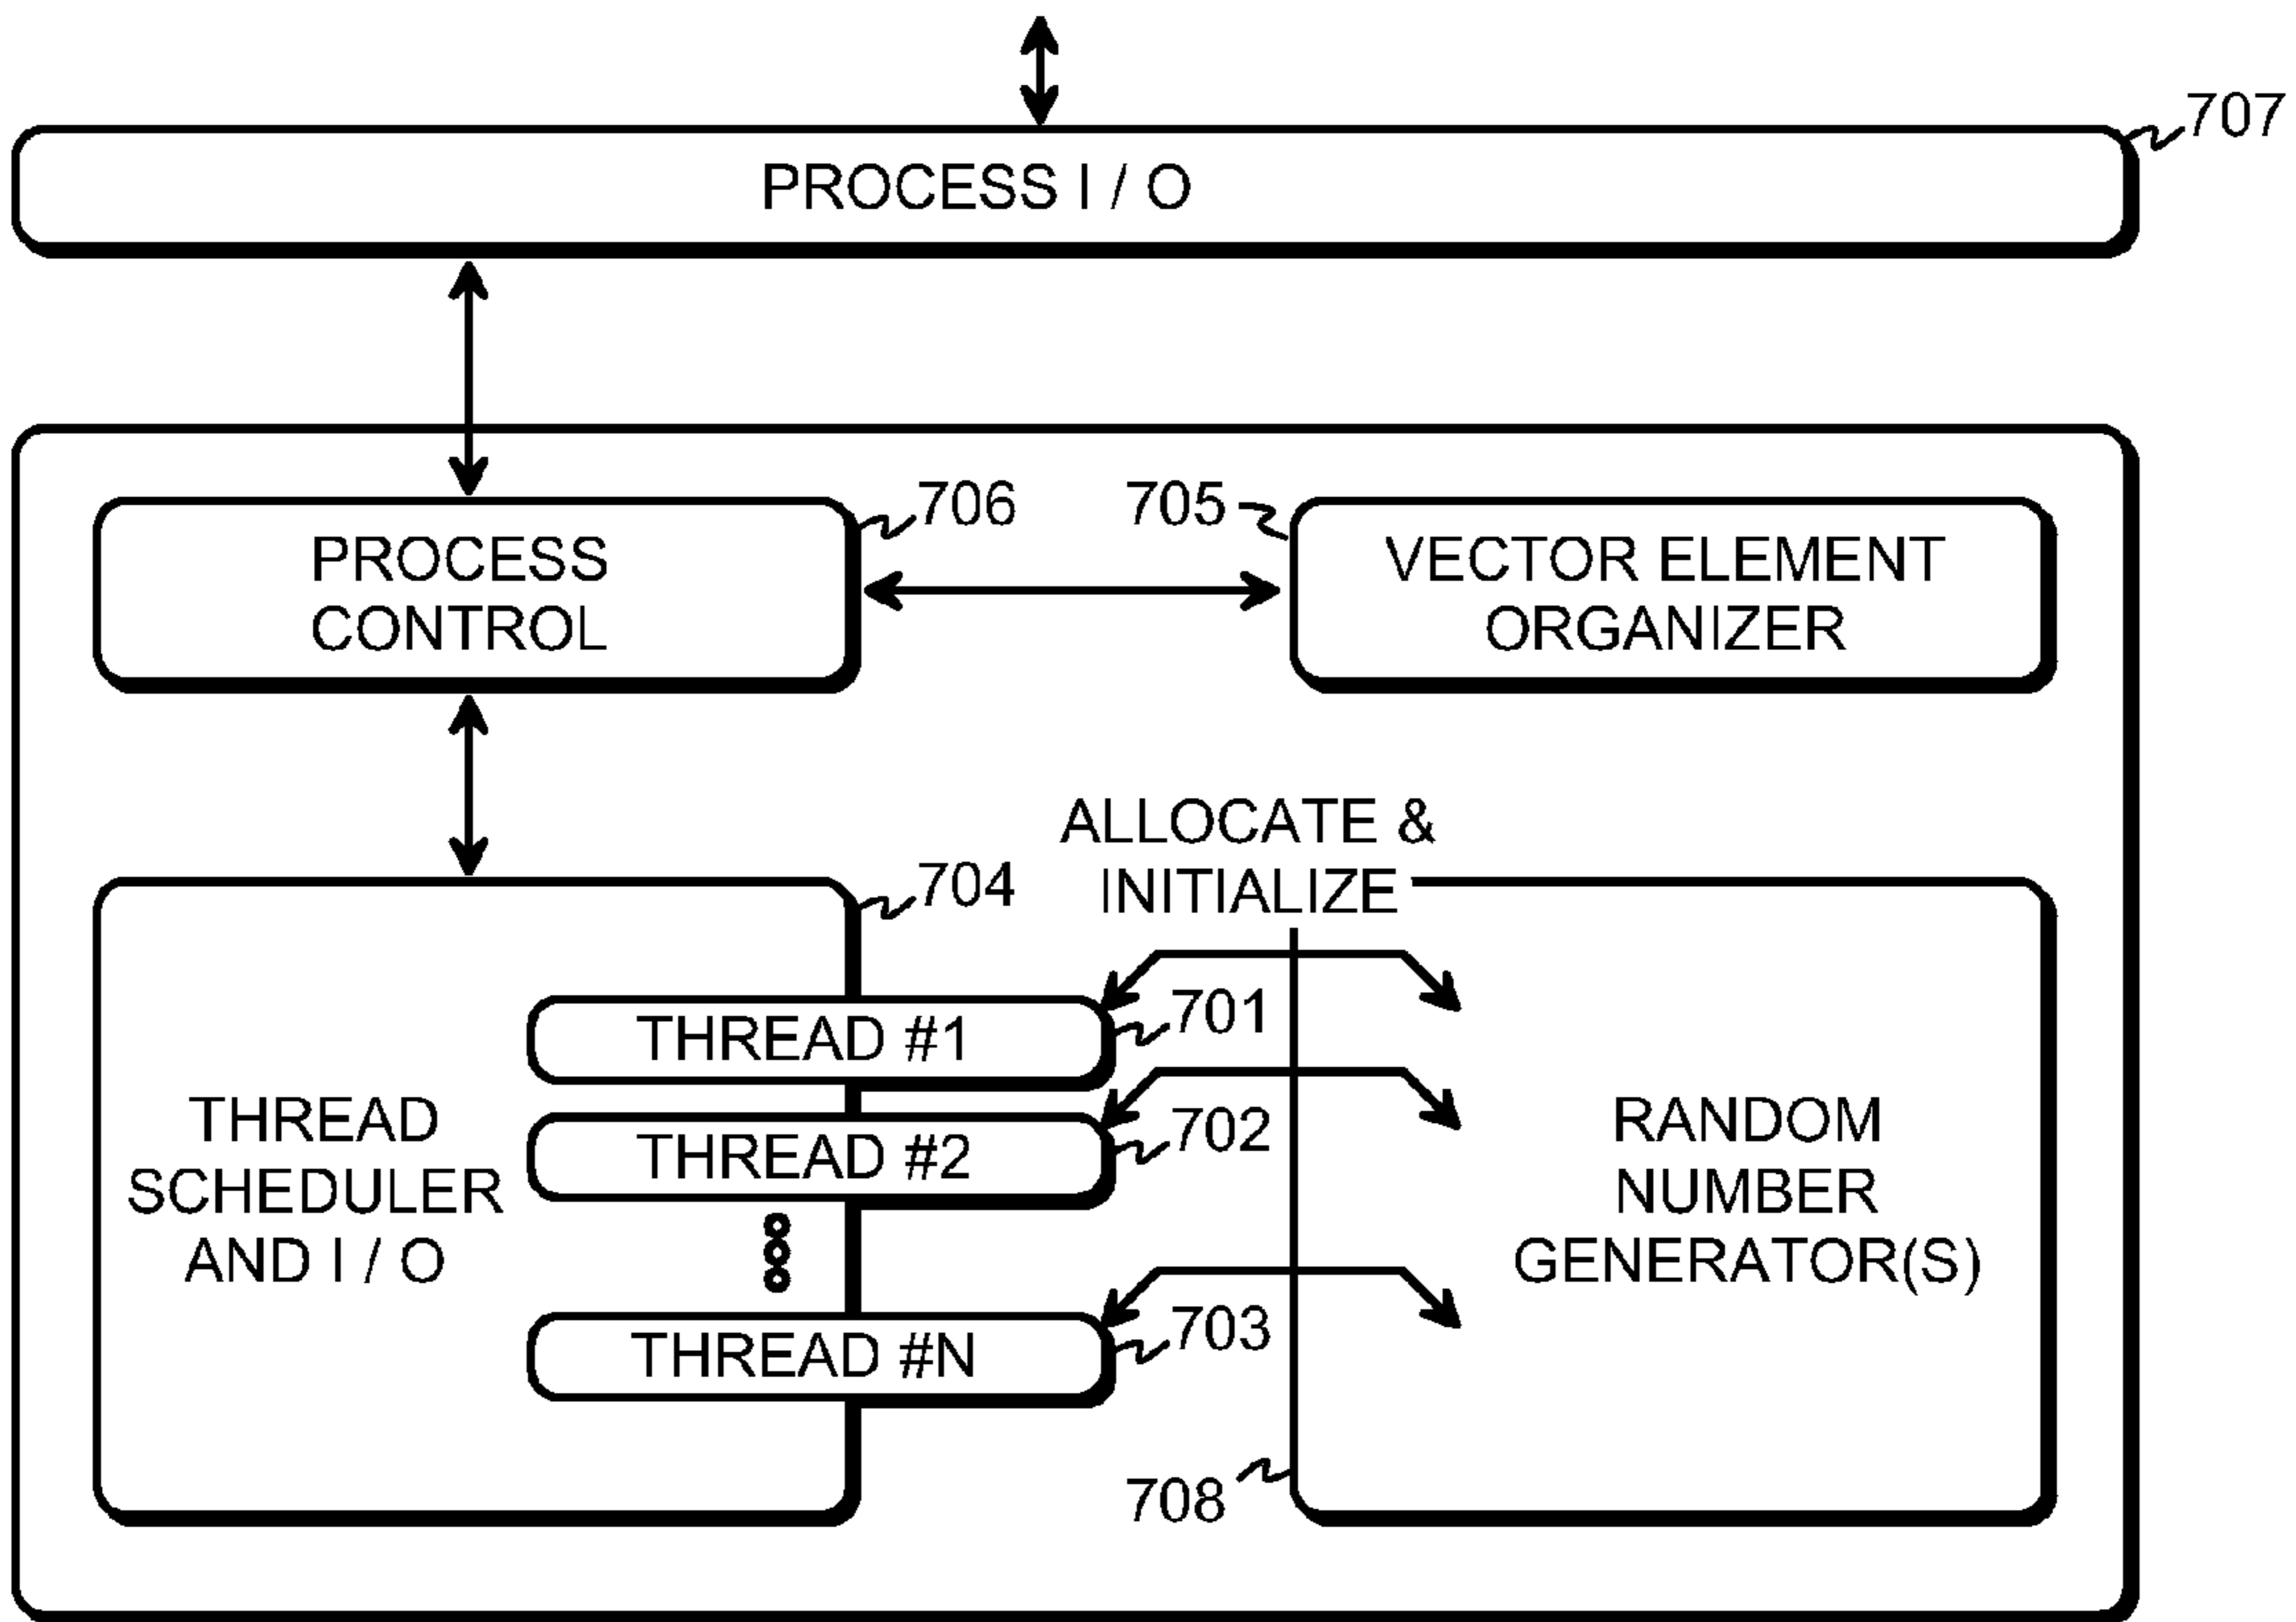 707
PROCESS I / O
706
705
PROCESS
CONTROL
VECTOR ELEMENT
ORGANIZER
ALLOCATE &
INITIALIZE
704
THREAD
SCHEDULER
AND I / O
THREAD #1
701
THREAD #2
702
THREAD #N
703
RANDOM
NUMBER
GENERATOR(S)
708